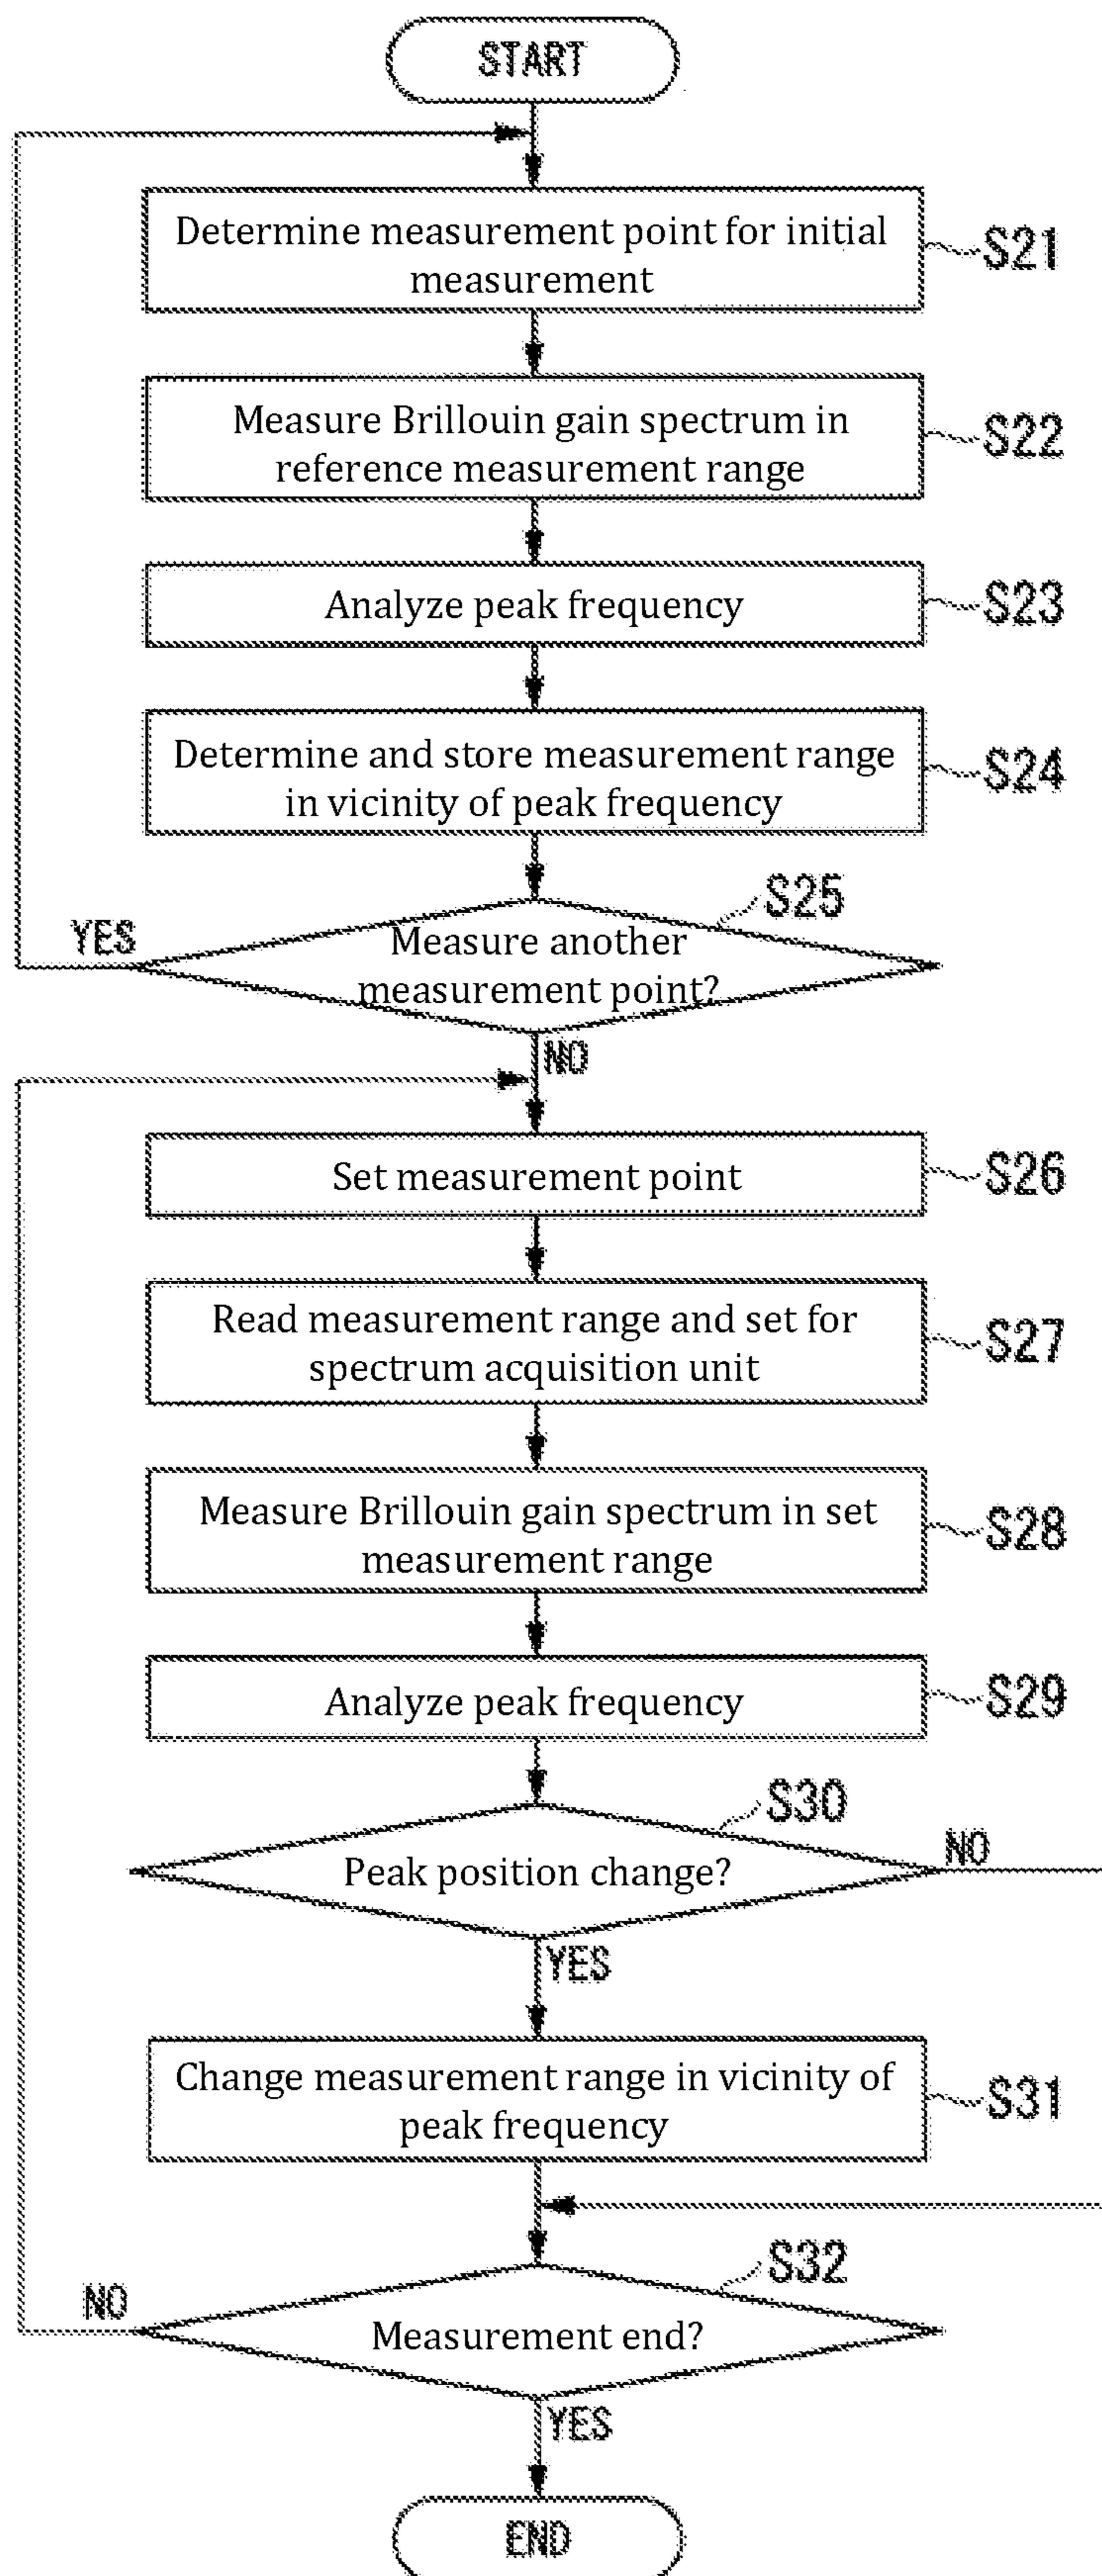 START
Determine measurement point for initial
measurement
S21
Measure Brillouin gain spectrum in
reference measurement range
S22
Analyze peak frequency
S23
Determine and store measurement range
in vicinity of peak frequency
S24
S25
YES
Measure another
measurement point?
NO
Set measurement point
S26
Read measurement range and set for
spectrum acquisition unit
S27
Measure Brillouin gain spectrum in set
measurement range
S28
Analyze peak frequency
S29
S30
NO
Peak position change?
YES
Change measurement range in vicinity of
peak frequency
S31
S32
NO
Measurement end?
YES
END